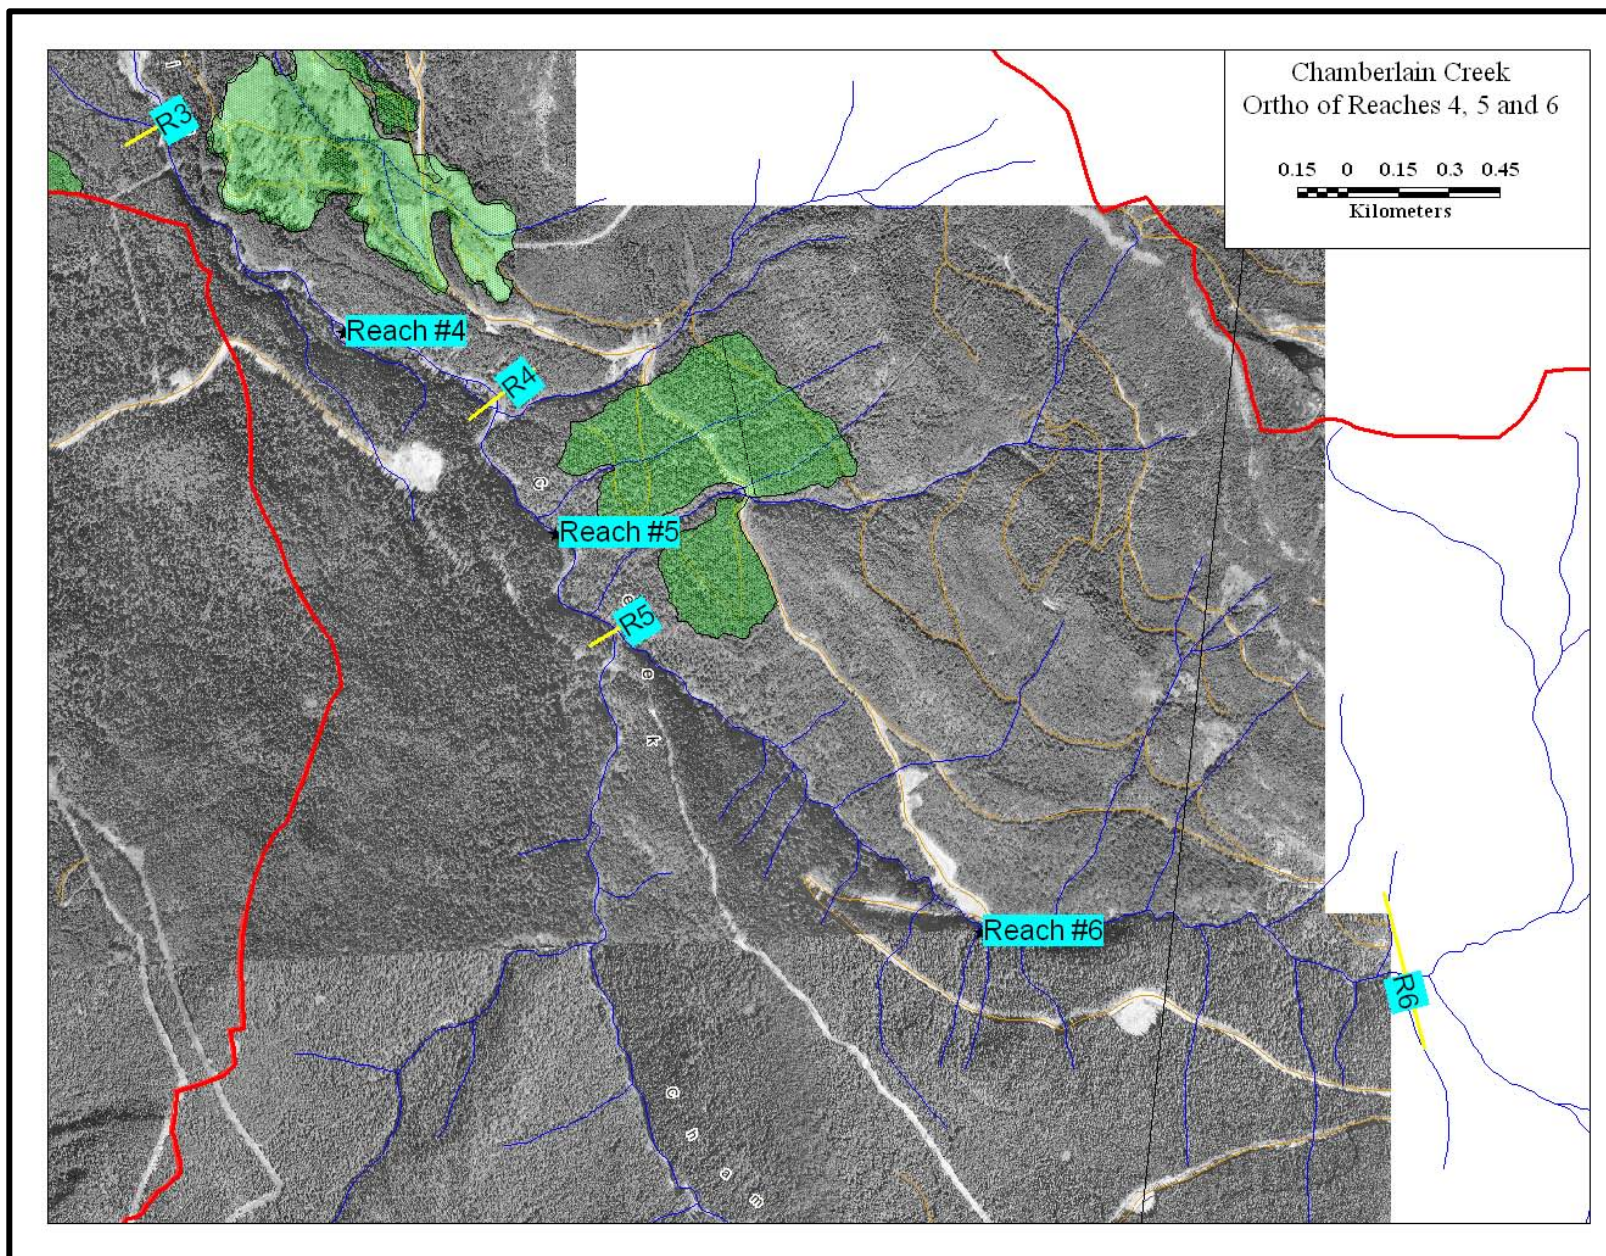 Chamberlain Creek
Ortho of Reaches 4, 5 and 6
0.15 0 0.15 0.3 0.45
Kilometers
R3
Reach #4
R4
Reach #5
R5
e
k
Reach #6
R6